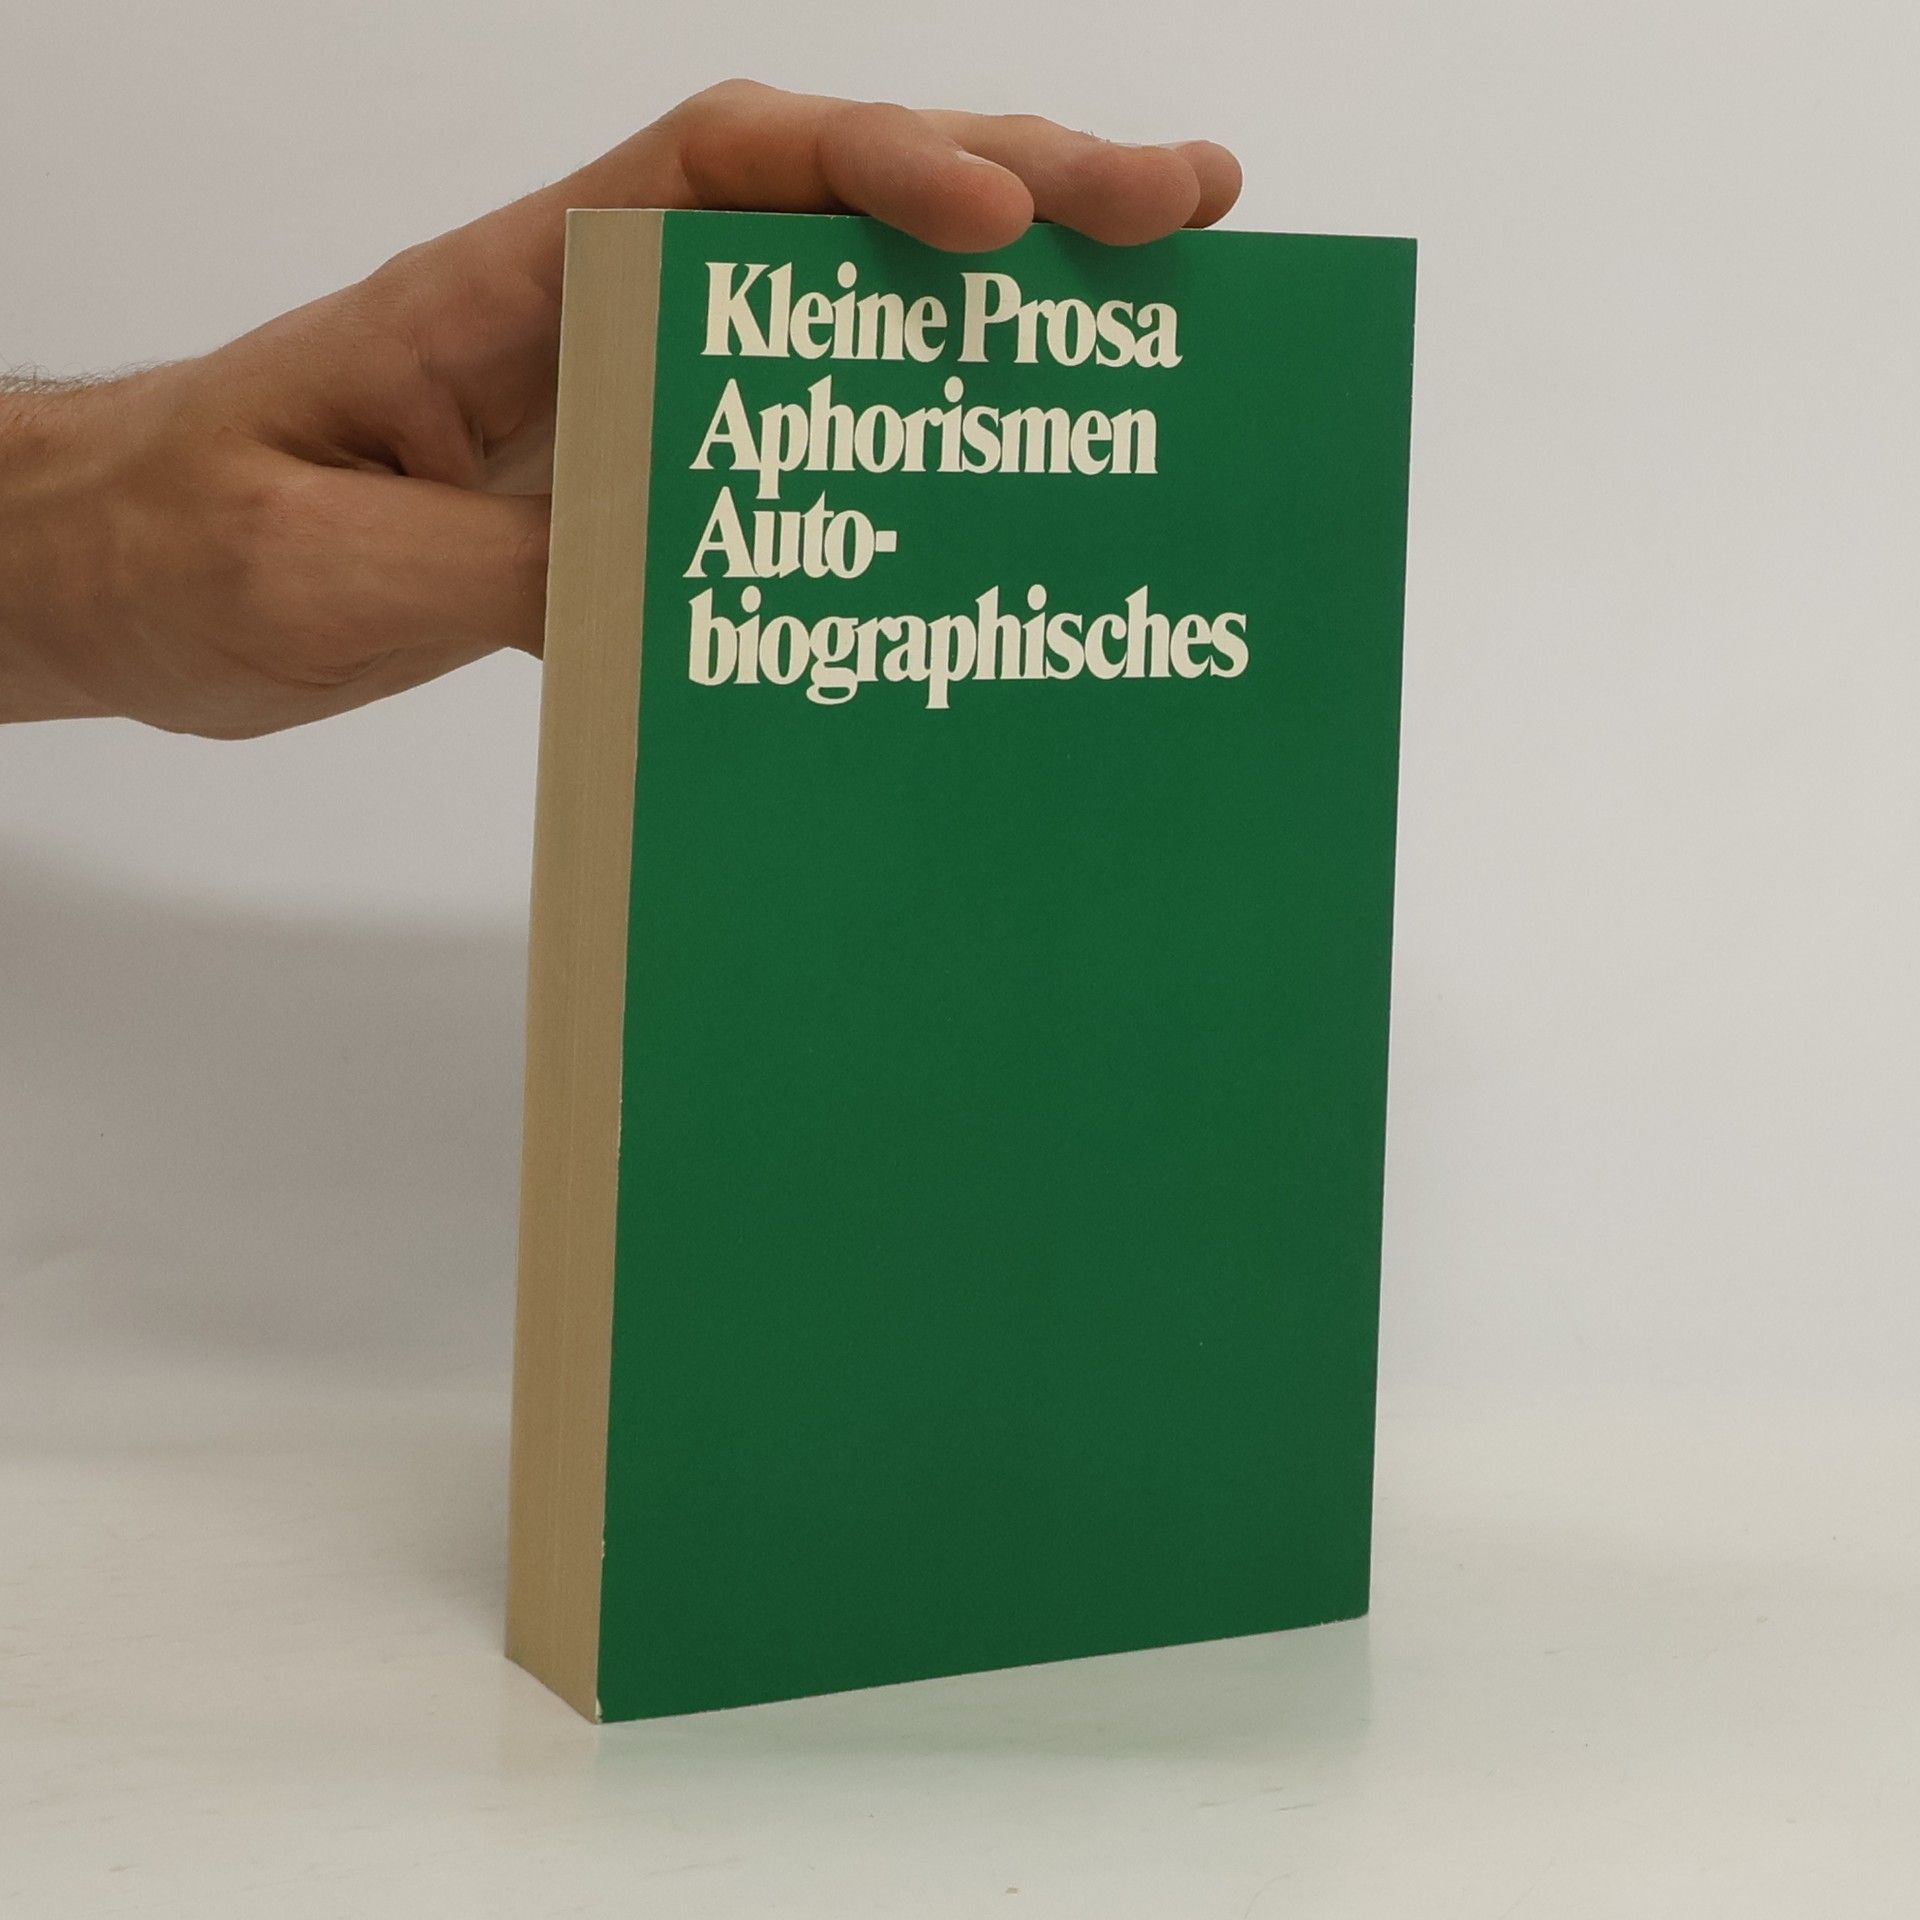 Kleine Prosa
Aphorismen
Auto-
biographisches